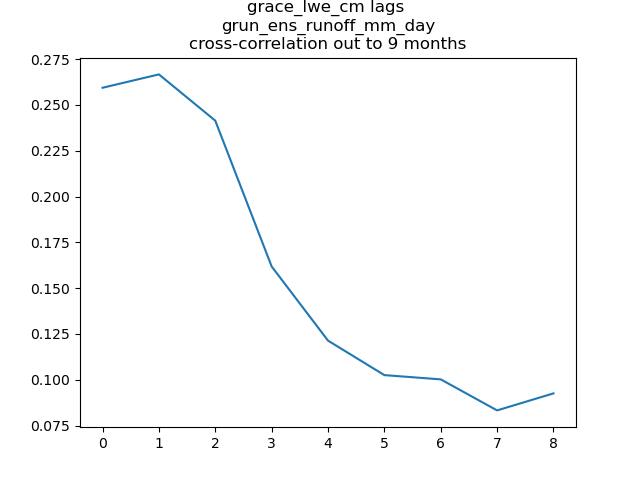 grace_lwe_cm lags
grun_ens_runoff_mm_day
cross-correlation out to 9 months
0.275
0.250
0.225
0.200
0.175
0.150
0.125
0.100
0.075
0 1 2 3 4 5 6 7 8